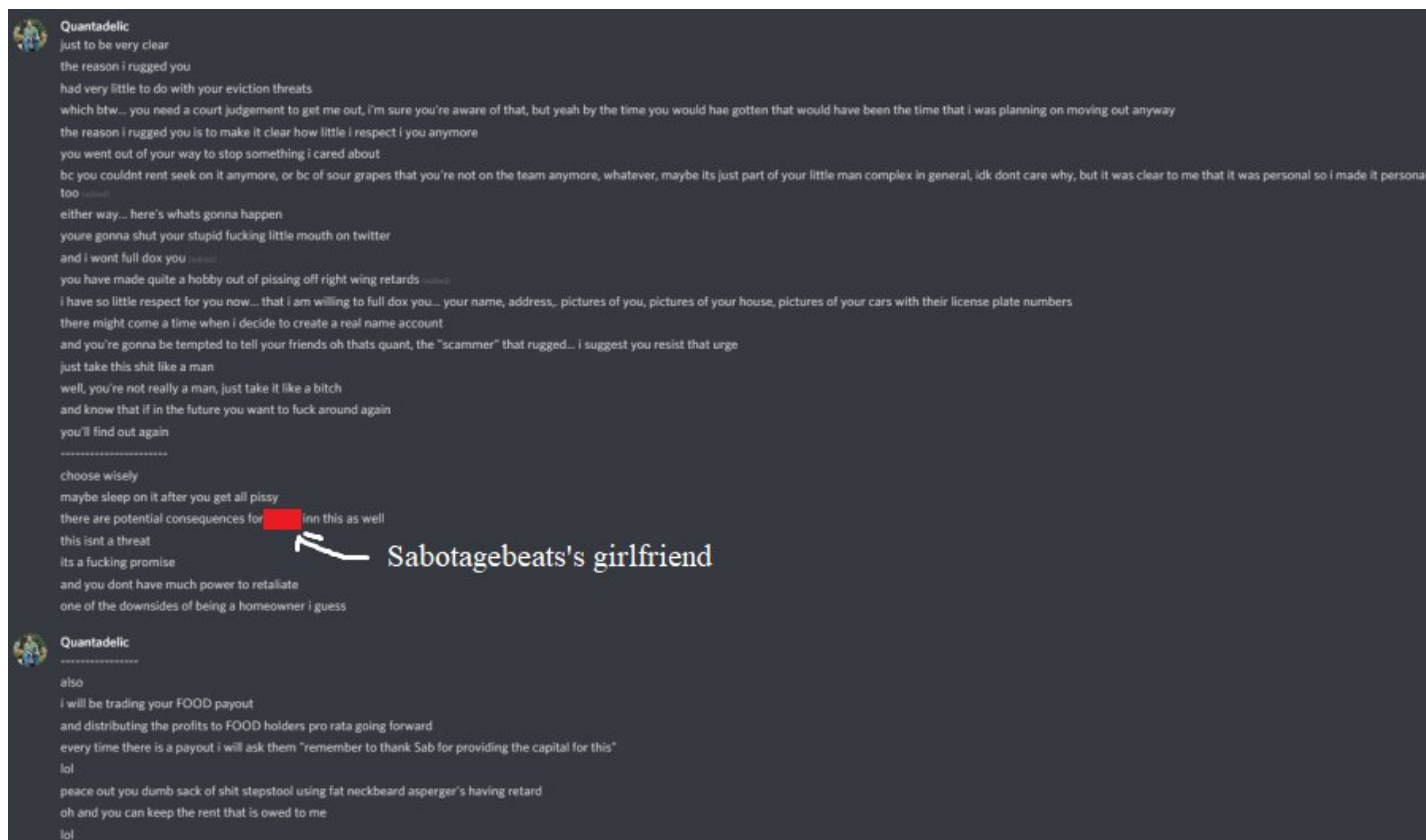 Quantadelic
just to be very clear
the reason i rugged you
had very little to do with your eviction threats
which btw... you need a court judgement to get me out, i'm sure you're aware of that, but yeah by the time you would hae gotten that would have been the time that i was planning on moving out anyway
the reason i rugged you is to make it clear how little i respect i you anymore
you went out of your way to stop something i cared about
bc you couldnt rent seek on it anymore, or bc of sour grapes that you're not on the team anymore, whatever, maybe its just part of your little man complex in general, idk dont care why, but it was clear to me that it was personal so i made it personal
too (edited)
either way... here's whats gonna happen
youre gonna shut your stupid fucking little mouth on twitter
and i wont full dox you (edited)
you have made quite a hobby out of pissing off right wing retards (edited)
i have so little respect for you now... that i am willing to full dox you... your name, address,. pictures of you, pictures of your house, pictures of your cars with their license plate numbers
there might come a time when i decide to create a real name account
and you're gonna be tempted to tell your friends oh thats quant, the "scammer" that rugged... i suggest you resist that urge
just take this shit like a man
well, you're not really a man, just take it like a bitch
and know that if in the future you want to fuck around again
you'll find out again
-----------------------
choose wisely
maybe sleep on it after you get all pissy
there are potential consequences for inn this as well
this isnt a threat
Sabotagebeats's girlfriend
its a fucking promise
and you dont have much power to retaliate
one of the downsides of being a homeowner i guess
Quantadelic
----------------
also
i will be trading your FOOD payout
and distributing the profits to FOOD holders pro rata going forward
every time there is a payout i will ask them "remember to thank Sab for providing the capital for this"
lol
peace out you dumb sack of shit stepstool using fat neckbeard asperger's having retard
oh and you can keep the rent that is owed to me
lol